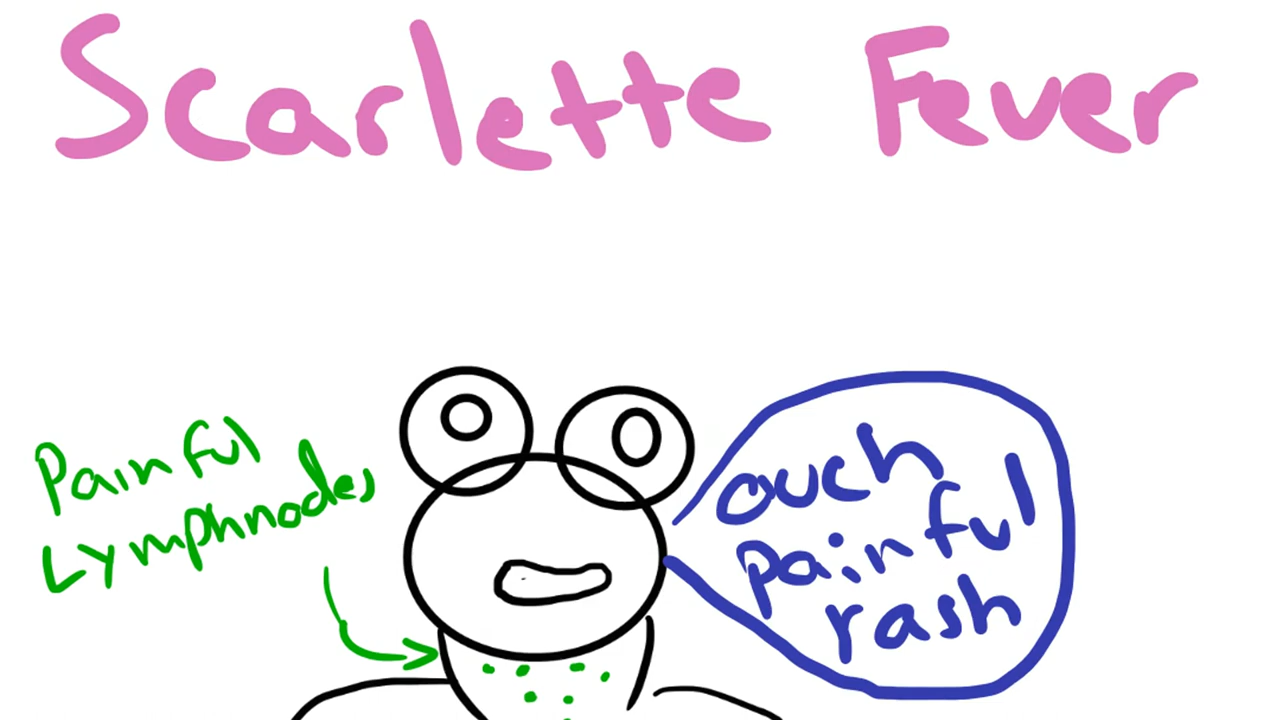 Scarlette Fever
Painful
Lymphnodes
ouch
painful
rash